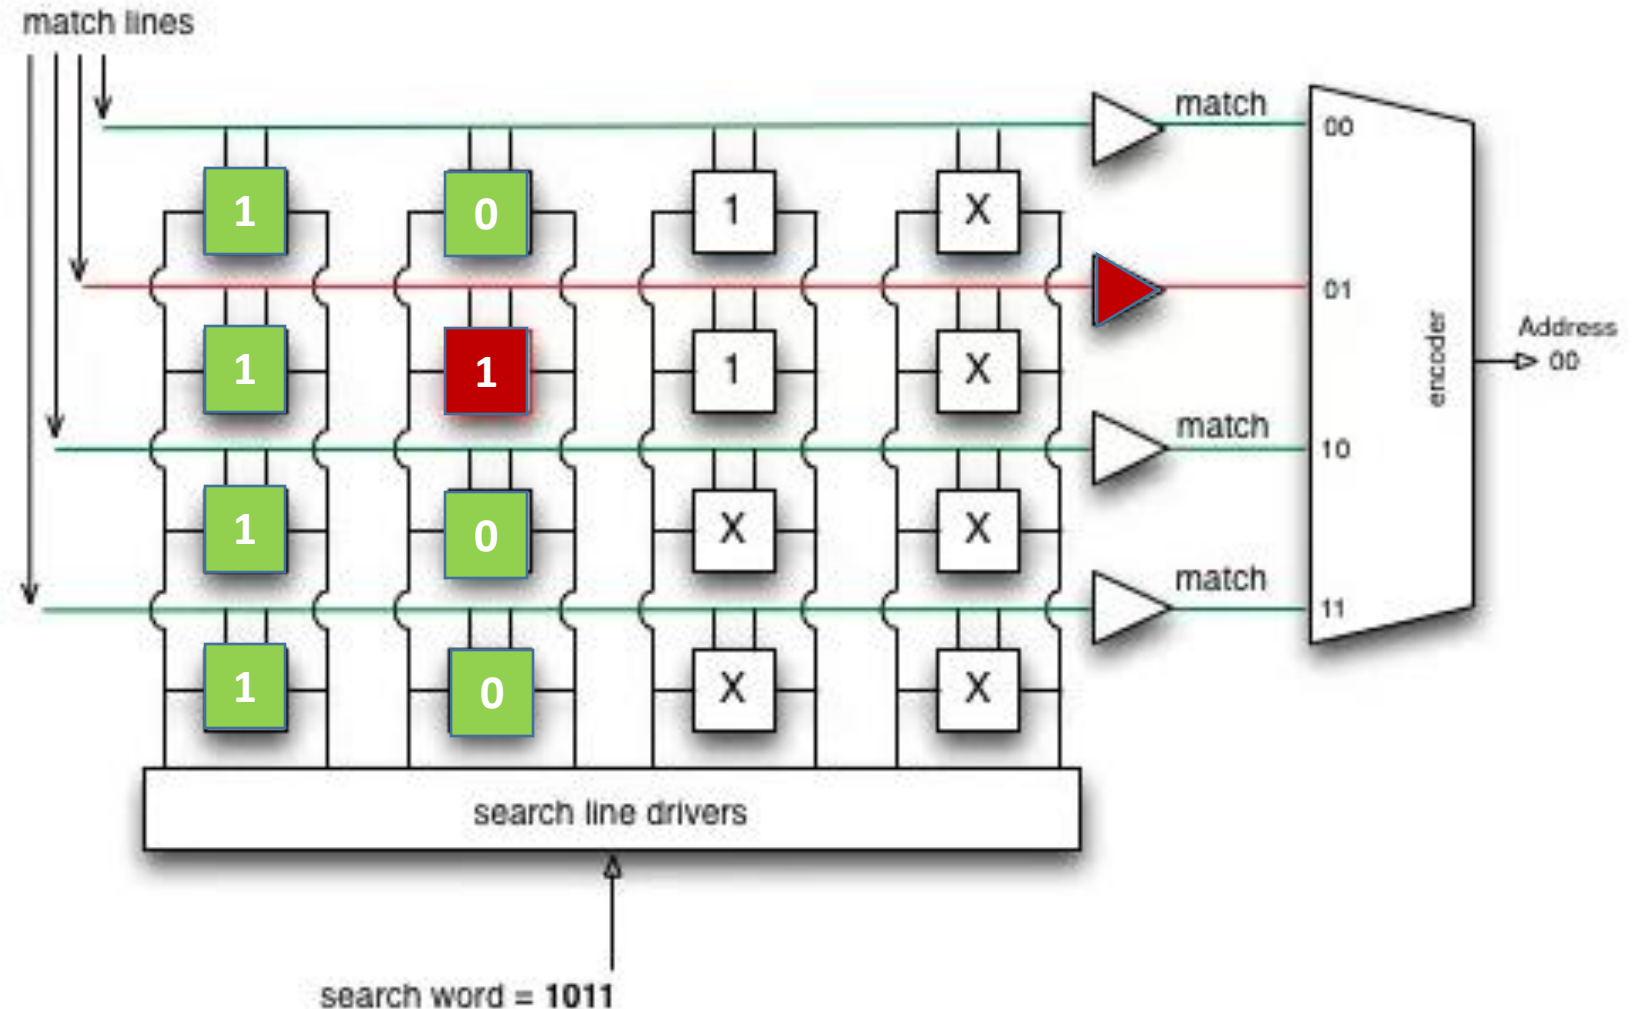 match lines
match
00
1 0 1 X
01
1 1 1 X
encoder
Address
00
match
10
1 0 X X
match
11
1 0 X X
search line drivers
search word = 1011